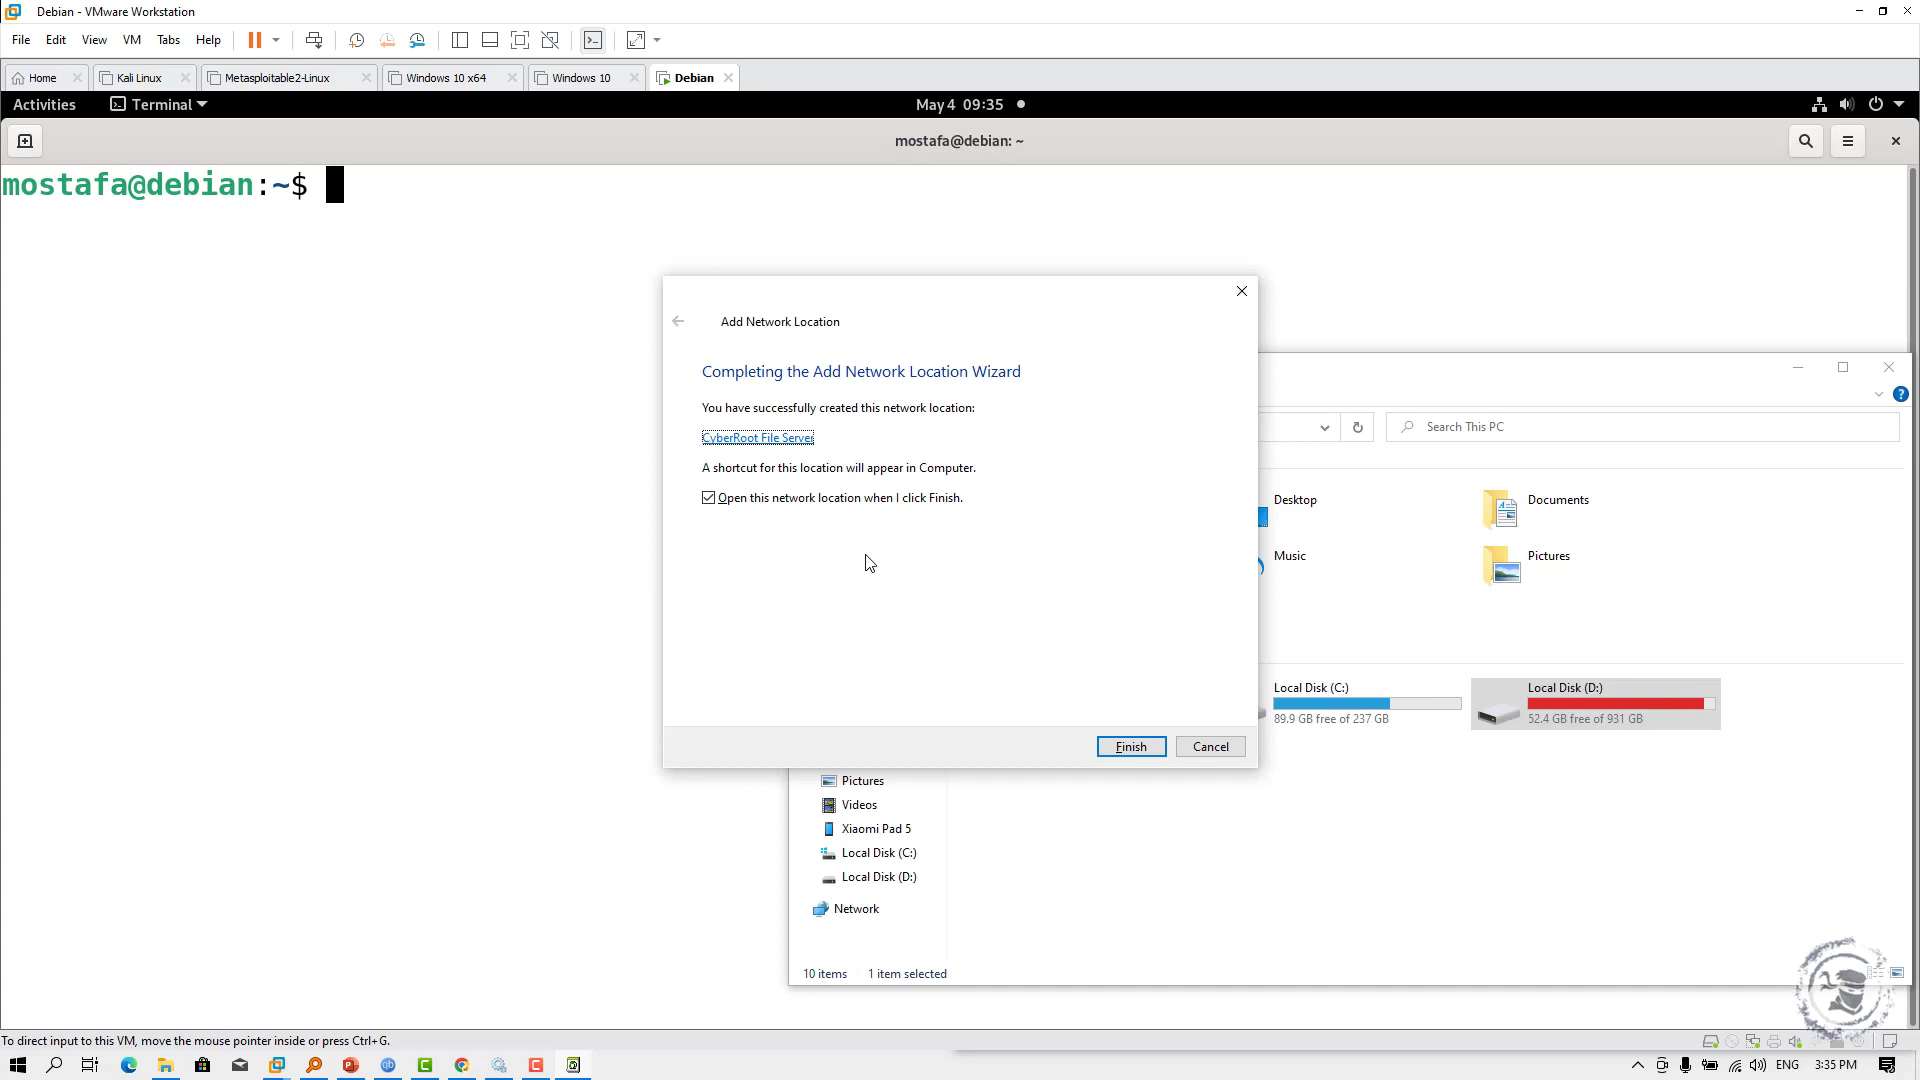 Debian - VMware Workstation
File Edit View VM Tabs Help
Home Kali Linux Metasploitable2-Linux Windows 10 x64 Windows 10 Debian
Activities Terminal May 4 09:35
mostafa@debian: ~
mostafa@debian:~$
Add Network Location
Completing the Add Network Location Wizard
You have successfully created this network location:
CyberRoot File Server
A shortcut for this location will appear in Computer.
Open this network location when I click Finish.
Finish Cancel
Search This PC
Desktop Documents
Music Pictures
Local Disk (C:) Local Disk (D:)
89.9 GB free of 237 GB 52.4 GB free of 931 GB
Pictures
Videos
Xiaomi Pad 5
Local Disk (C:)
Local Disk (D:)
Network
10 items 1 item selected
To direct input to this VM, move the mouse pointer inside or press Ctrl+G.
ENG 3:35 PM